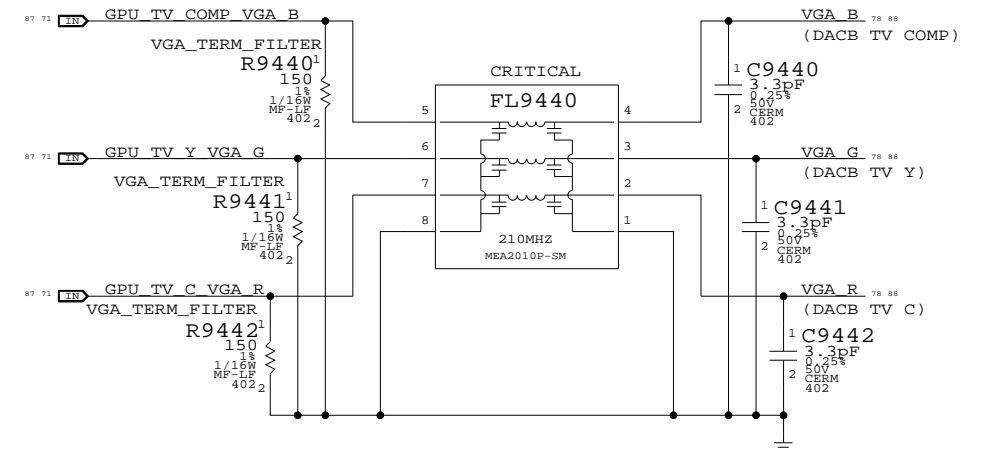 87 71 IN GPU_TV_COMP_VGA_B
VGA_B 78 88
(DACB TV COMP)
VGA_TERM_FILTER
R9440 1
150
1%
1/16W
MF-LF
402 2
CRITICAL
FL9440
5 4
6 3
7 2
8 1
210MHZ
MEA2010P-SM
1 C9440
3.3pF
0.25%
2 50V
CERM
402
87 71 IN GPU_TV_Y_VGA_G
VGA_G 78 88
(DACB TV Y)
VGA_TERM_FILTER
R9441 1
150
1%
1/16W
MF-LF
402 2
1 C9441
3.3pF
0.25%
2 50V
CERM
402
87 71 IN GPU_TV_C_VGA_R
VGA_R 78 88
(DACB TV C)
VGA_TERM_FILTER
R9442 1
150
1%
1/16W
MF-LF
402 2
1 C9442
3.3pF
0.25%
2 50V
CERM
402